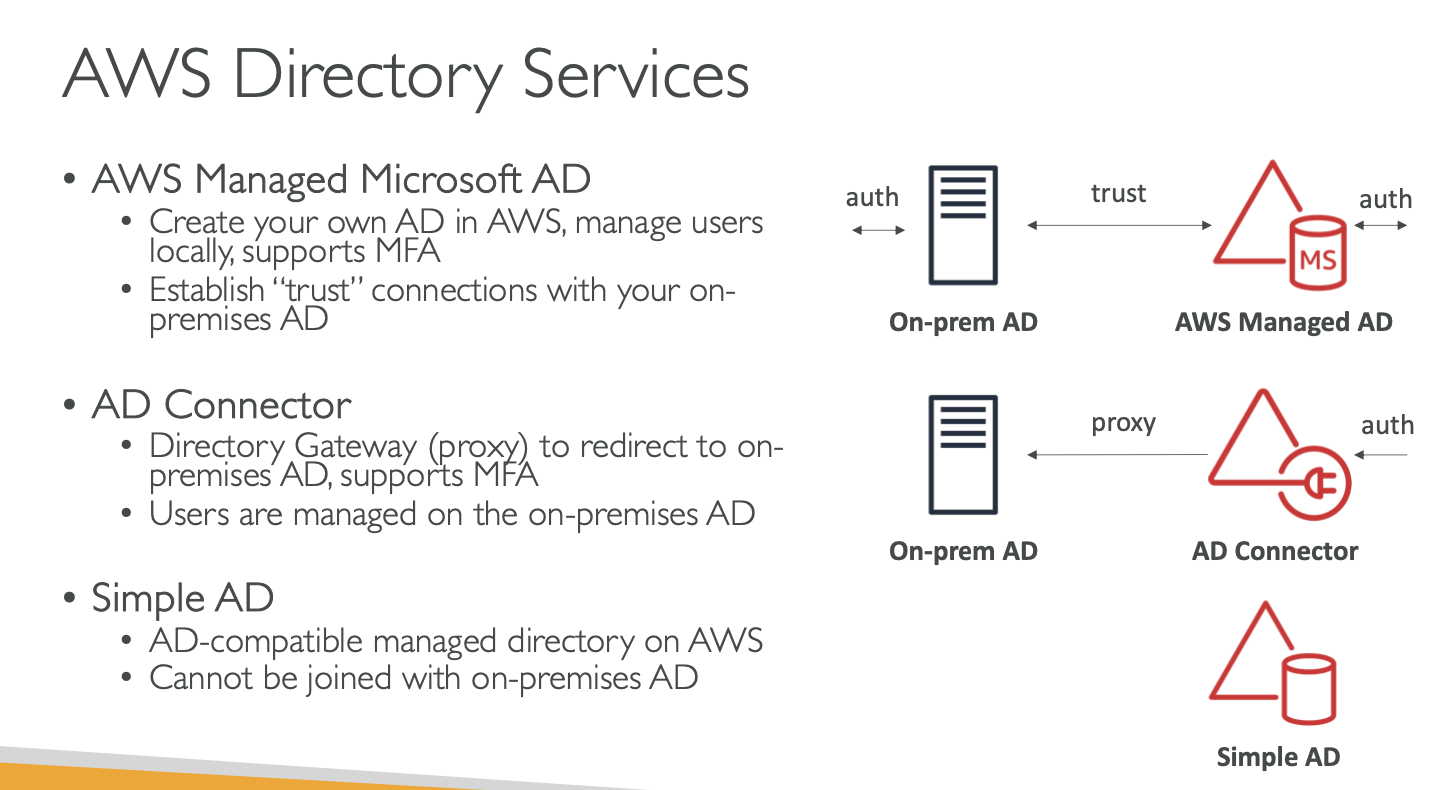 AWS Directory Services
• AWS Managed Microsoft AD
• Create your own AD in AWS, manage users
locally, supports MFA
• Establish “trust” connections with your on-
premises AD
• AD Connector
• Directory Gateway (proxy) to redirect to on-
premises AD, supports MFA
• Users are managed on the on-premises AD
• Simple AD
• AD-compatible managed directory on AWS
• Cannot be joined with on-premises AD
auth
trust
auth
MS
On-prem AD
AWS Managed AD
proxy
auth
On-prem AD
AD Connector
Simple AD